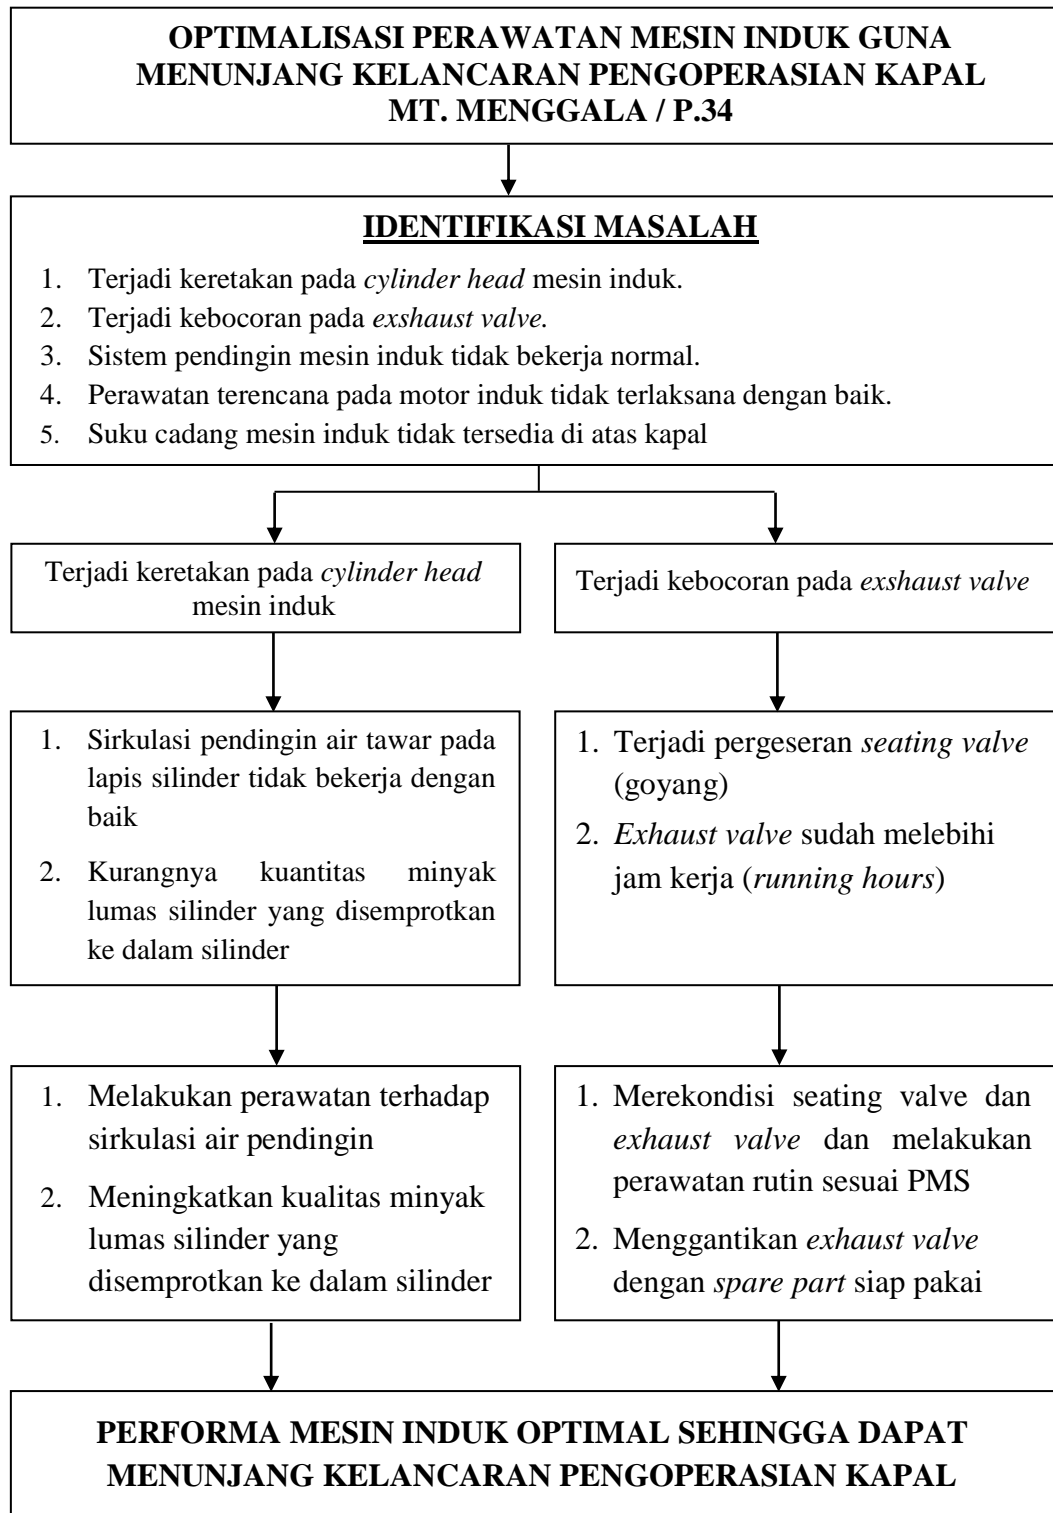 OPTIMALISASI PERAWATAN MESIN INDUK GUNA
MENUNJANG KELANCARAN PENGOPERASIAN KAPAL
MT. MENGGALA / P.34
IDENTIFIKASI MASALAH
1. Terjadi keretakan pada cylinder head mesin induk.
2. Terjadi kebocoran pada exshaust valve.
3. Sistem pendingin mesin induk tidak bekerja normal.
4. Perawatan terencana pada motor induk tidak terlaksana dengan baik.
5. Suku cadang mesin induk tidak tersedia di atas kapal
Terjadi keretakan pada cylinder head
mesin induk
Terjadi kebocoran pada exshaust valve
1. Sirkulasi pendingin air tawar pada
lapis silinder tidak bekerja dengan
baik
2. Kurangnya kuantitas minyak
lumas silinder yang disemprotkan
ke dalam silinder
1. Terjadi pergeseran seating valve
(goyang)
2. Exhaust valve sudah melebihi
jam kerja (running hours)
1. Melakukan perawatan terhadap
sirkulasi air pendingin
2. Meningkatkan kualitas minyak
lumas silinder yang
disemprotkan ke dalam silinder
1. Merekondisi seating valve dan
exhaust valve dan melakukan
perawatan rutin sesuai PMS
2. Menggantikan exhaust valve
dengan spare part siap pakai
PERFORMA MESIN INDUK OPTIMAL SEHINGGA DAPAT
MENUNJANG KELANCARAN PENGOPERASIAN KAPAL